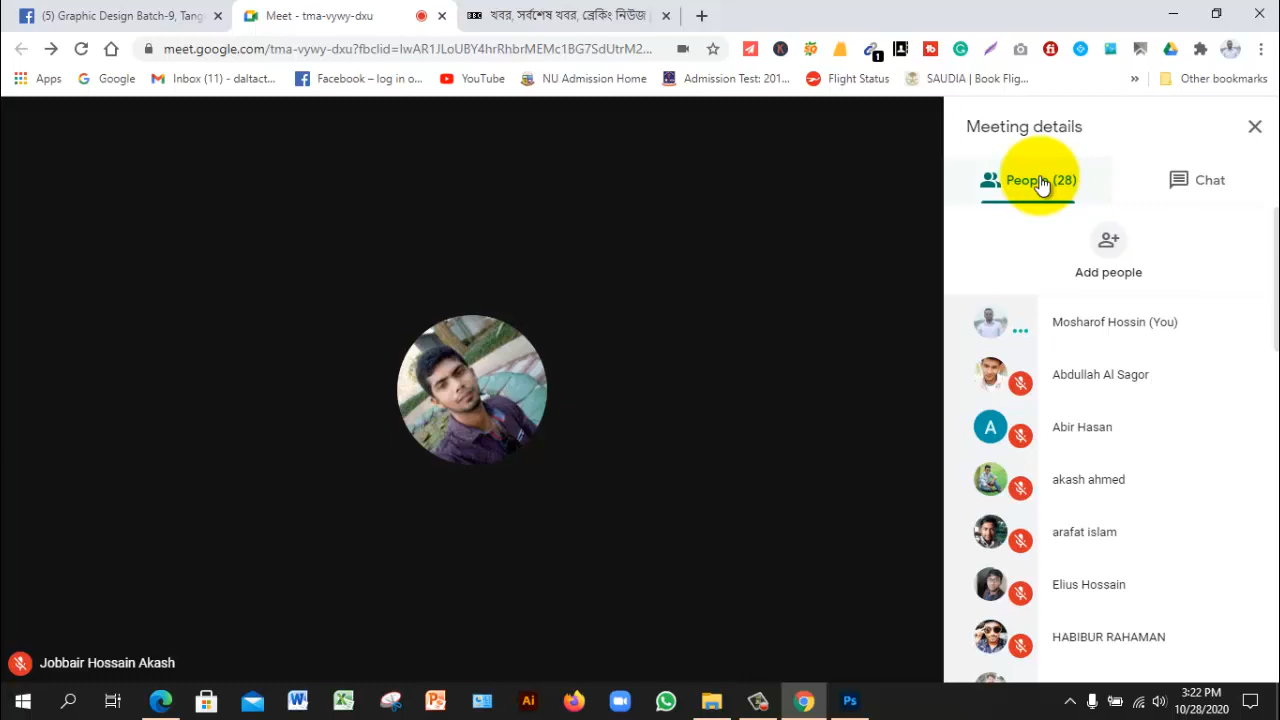 (5) Graphic Design Batch-9, Tang
Meet - tma-vywy-dxu
BBC খবর, সর্বশেষ খবর, ব্রেকিং নিউজ
meet.google.com/tma-vywy-dxu?fbclid=IwAR1JLoUBY4hrRhbrMEMc1BG7SdUtrM2...
1
Apps
Google
Inbox (11) - daltact...
Facebook – log in o...
YouTube
NU Admission Home
Admission Test: 201...
Flight Status
SAUDIA | Book Flig...
»
Other bookmarks
Meeting details
People (28)
Chat
Add people
Mosharof Hossin (You)
Abdullah Al Sagor
A
Abir Hasan
akash ahmed
arafat islam
Elius Hossain
HABIBUR RAHAMAN
Jobbair Hossain Akash
3:22 PM
10/28/2020